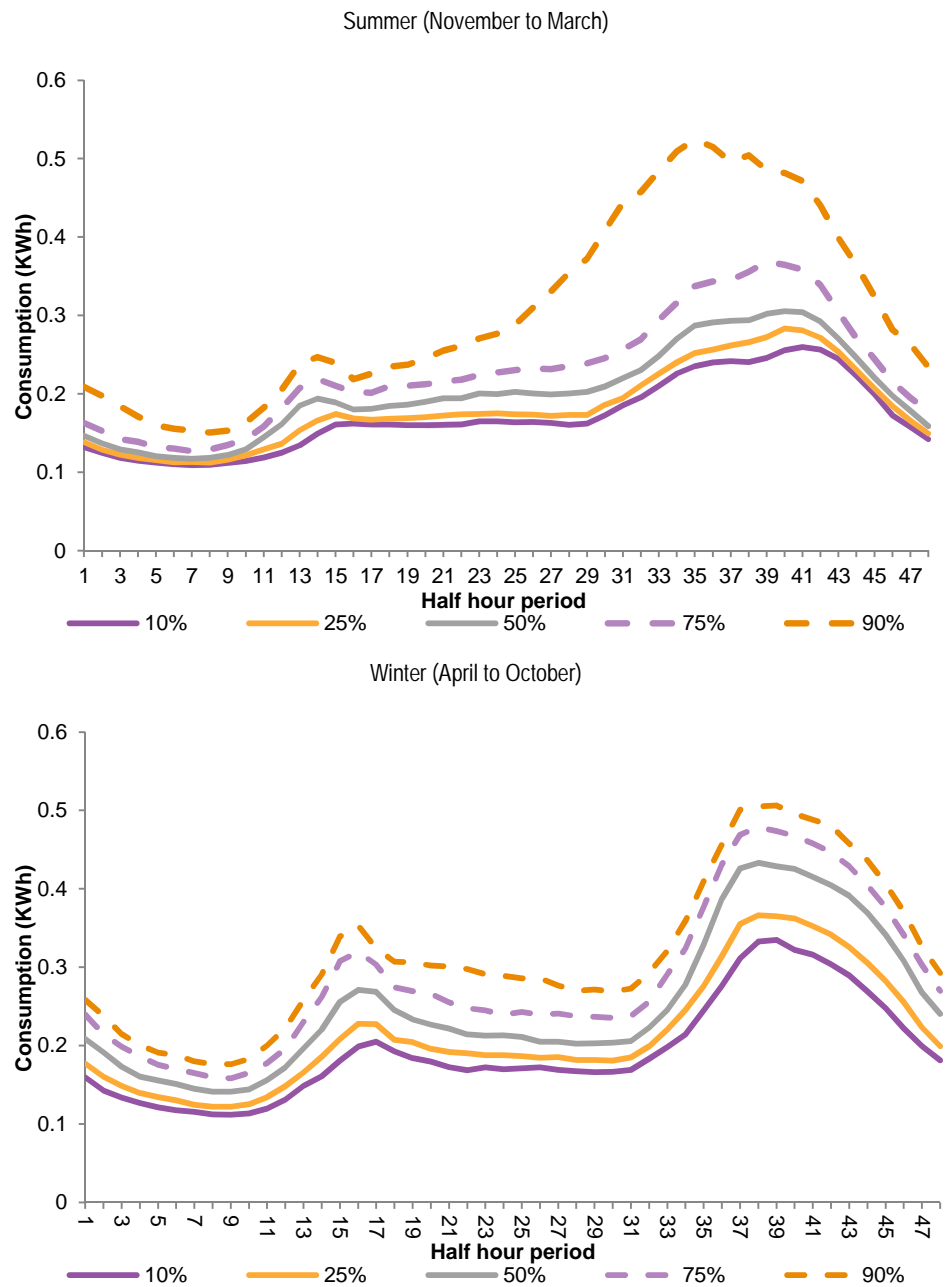 Summer (November to March)
0.6
0.5
0.4
0.3
0.2
0.1
0
Consumption (KWh)
1 3 5 7 9 11 13 15 17 19 21 23 25 27 29 31 33 35 37 39 41 43 45 47
Half hour period
10% 25% 50% 75% 90%
Winter (April to October)
0.6
0.5
0.4
0.3
0.2
0.1
0
Consumption (KWh)
1 3 5 7 9 11 13 15 17 19 21 23 25 27 29 31 33 35 37 39 41 43 45 47
Half hour period
10% 25% 50% 75% 90%